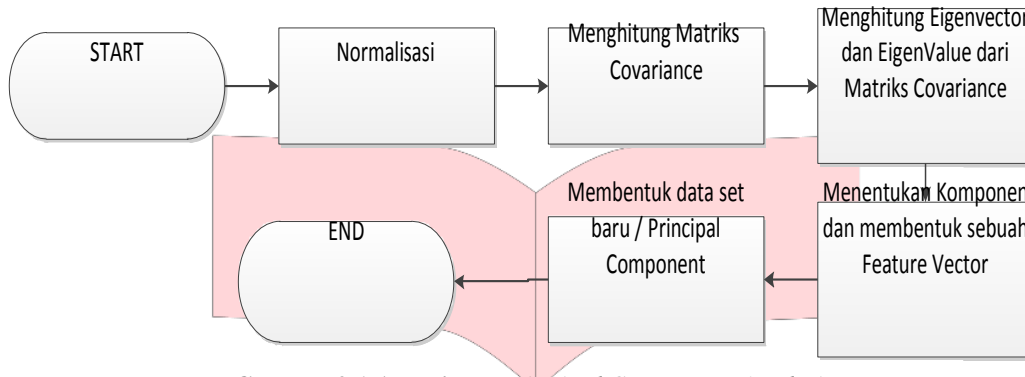 START
Normalisasi
Menghitung Matriks
Covariance
Menghitung Eigenvector
dan EigenValue dari
Matriks Covariance
Menentukan Komponen
dan membentuk sebuah
Feature Vector
Membentuk data set
baru / Principal
Component
END